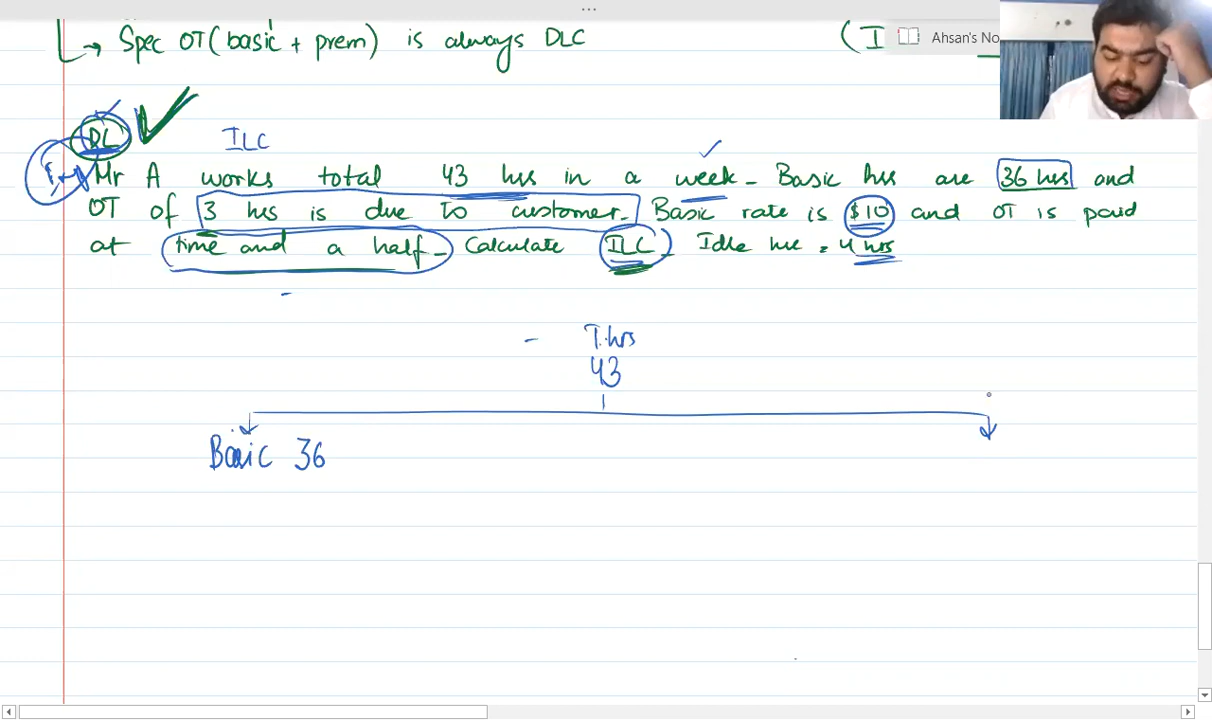 Spec OT (basic + prem) is always DLC
(I
Ahsan's No
DL
ILC
1 → Mr A works total 43 hrs in a week - Basic hrs are 36 hrs and
OT of 3 hrs is due to customer. Basic rate is $10 and OT is paid
at time and a half - Calculate ILC. Idle hr = 4 hrs
T.hrs
43
Basic 36